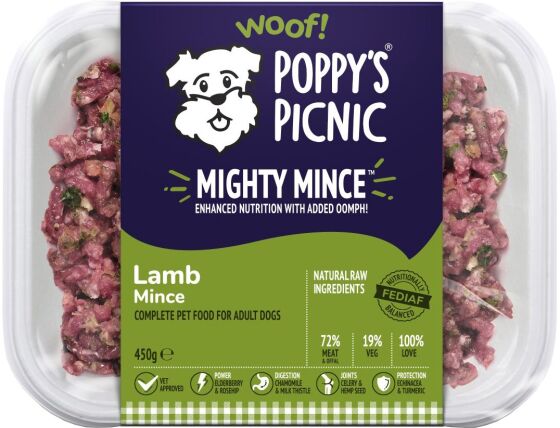 woof!
POPPY'S®
PICNIC
MIGHTY MINCE™
ENHANCED NUTRITION WITH ADDED OOMPH!
Lamb
Mince
COMPLETE PET FOOD FOR ADULT DOGS
450g ℮
NATURAL RAW
INGREDIENTS
NUTRITIONALLY
FEDIAF
BALANCED
72%
MEAT
& OFFAL
19%
VEG
100%
LOVE
VET
APPROVED
POWER
ELDERBERRY
& ROSEHIP
DIGESTION
CHAMOMILE
& MILK THISTLE
JOINTS
CELERY &
HEMP SEED
PROTECTION
ECHINACEA
& TURMERIC